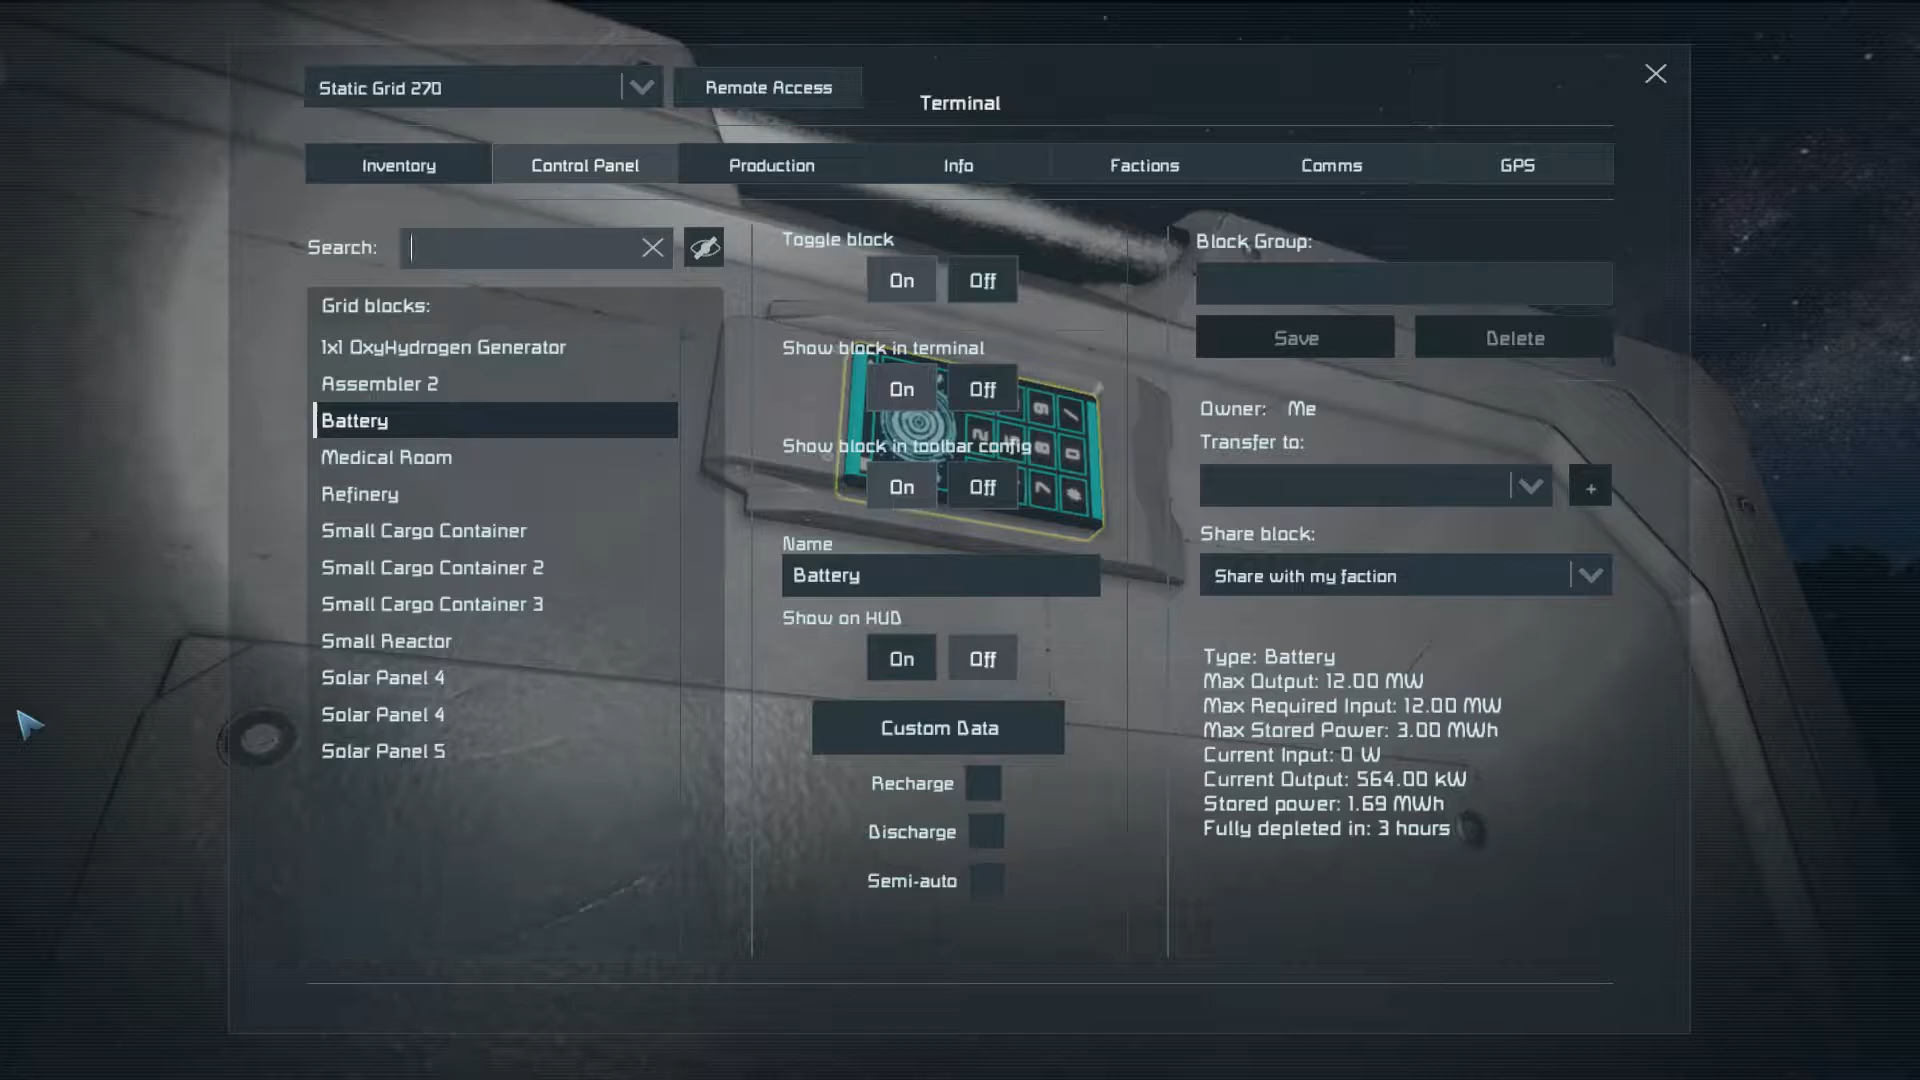 Static Grid 270
Remote Access
Terminal
Inventory
Control Panel
Production
Info
Factions
Comms
GPS
Search:
Grid blocks:
1x1 OxyHydrogen Generator
Assembler 2
Battery
Medical Room
Refinery
Small Cargo Container
Small Cargo Container 2
Small Cargo Container 3
Small Reactor
Solar Panel 4
Solar Panel 4
Solar Panel 5
Toggle block
On Off
Show block in terminal
On Off
Show block in toolbar config
On Off
Name
Battery
Show on HUD
On Off
Custom Data
Recharge
Discharge
Semi-auto
Block Group:
Save
Delete
Owner: Me
Transfer to:
+
Share block:
Share with my faction
Type: Battery
Max Output: 12.00 MW
Max Required Input: 12.00 MW
Max Stored Power: 3.00 MWh
Current Input: 0 W
Current Output: 564.00 kW
Stored power: 1.69 MWh
Fully depleted in: 3 hours